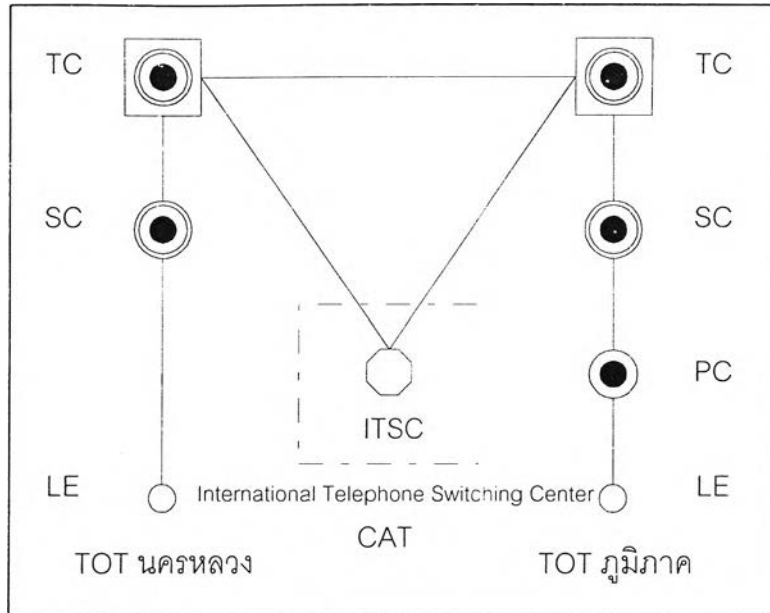 TC TC
SC SC
PC
ITSC
LE International Telephone Switching Center LE
CAT
TOT นครหลวง TOT ภูมิภาค